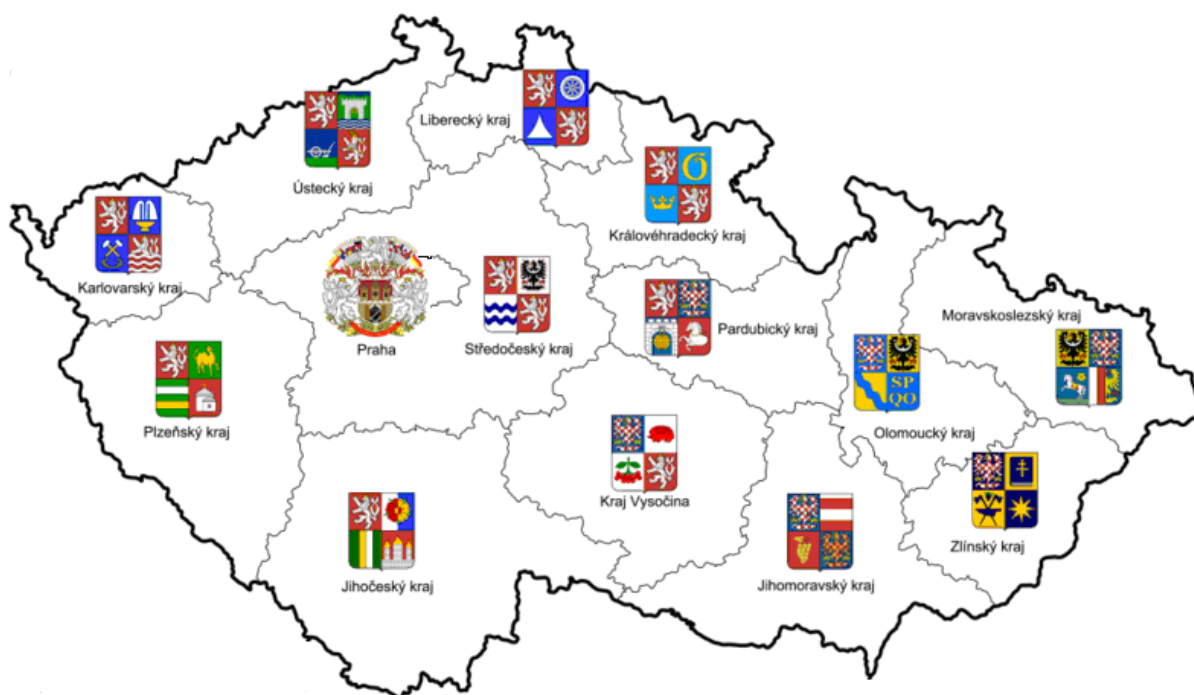 Liberecký kraj
Ústecký kraj
Královéhradecký kraj
Karlovarský kraj
Moravskoslezský kraj
Pardubický kraj
Praha
Středočeský kraj
SP
QO
Olomoucký kraj
Plzeňský kraj
Kraj Vysočina
Zlínský kraj
Jihočeský kraj
Jihomoravský kraj